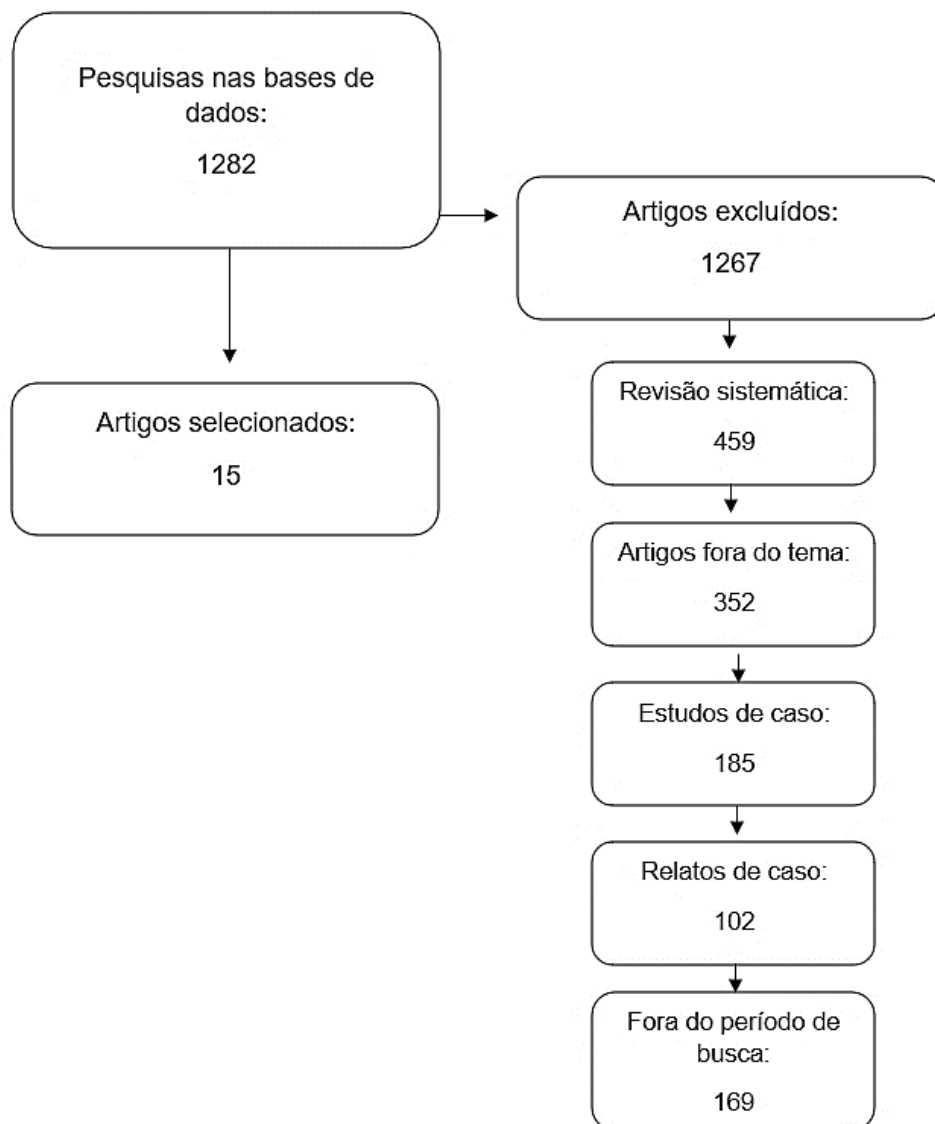 Pesquisas nas bases de
dados:
1282
Artigos excluídos:
1267
Artigos selecionados:
15
Revisão sistemática:
459
Artigos fora do tema:
352
Estudos de caso:
185
Relatos de caso:
102
Fora do período de
busca:
169